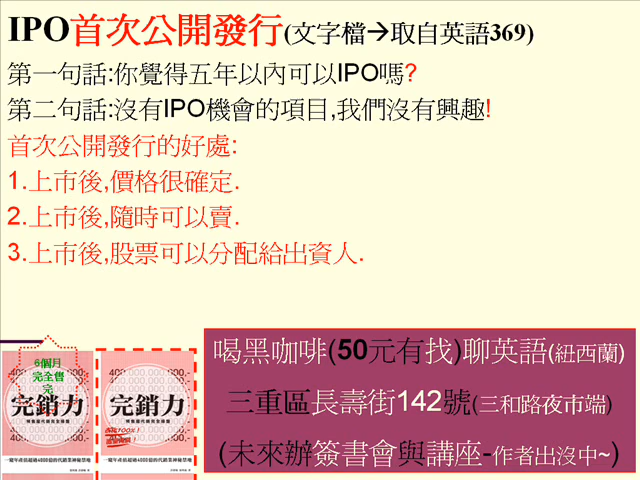 IPO首次公開發行(文字檔→取自英語369)
第一句話:你覺得五年以內可以IPO嗎?
第二句話:沒有IPO機會的項目,我們沒有興趣!
首次公開發行的好處:
1.上市後,價格很確定.
2.上市後,隨時可以賣.
3.上市後,股票可以分配給出資人.
6個月
完全售
完
完銷力
完銷力
喝黑咖啡(50元有找)聊英語(紐西蘭)
三重區長壽街142號(三和路夜市端)
(未來辦簽書會與講座-作者出沒中~)